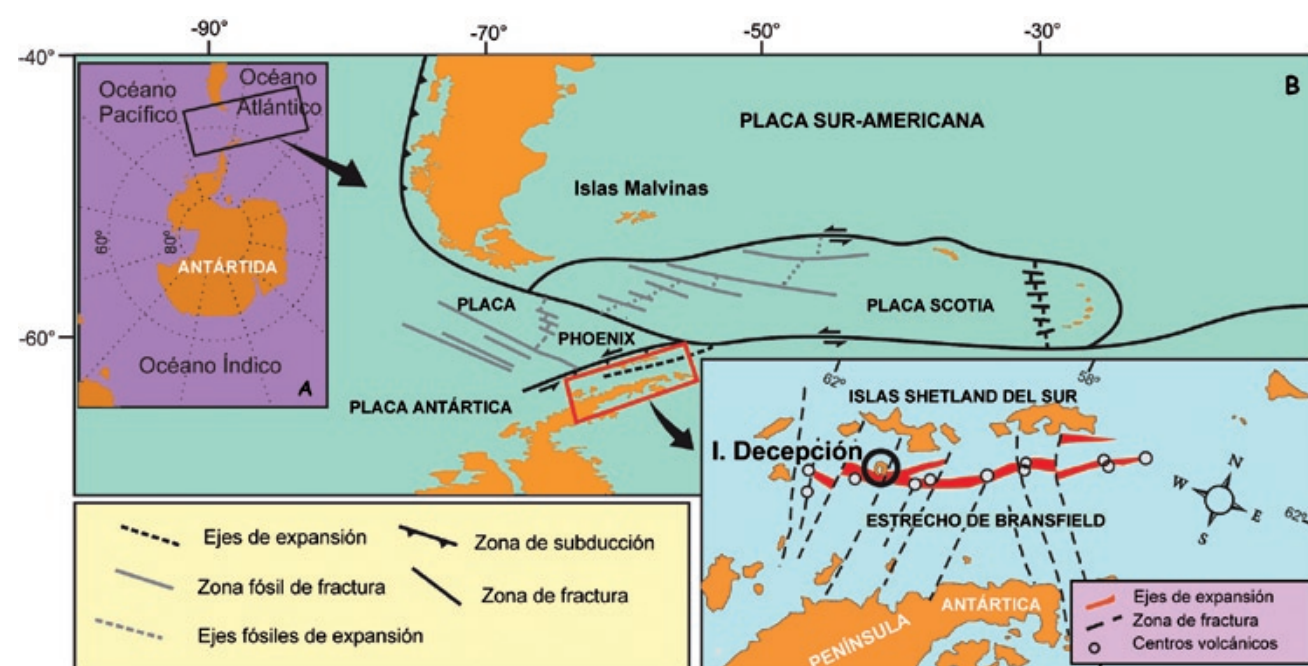 -90°
-70°
-50°
-30°
-40°
-60°
Océano
Pacífico
Océano
Atlántico
60°
80°
ANTÁRTIDA
Océano Índico
A
B
PLACA SUR-AMERICANA
Islas Malvinas
PLACA
PHOENIX
PLACA SCOTIA
PLACA ANTÁRTICA
62°
58°
ISLAS SHETLAND DEL SUR
I. Decepción
N
W
E
S
62°
ESTRECHO DE BRANSFIELD
ANTÁRTICA
PENÍNSULA
Ejes de expansión
Zona de fractura
Centros volcánicos
Ejes de expansión
Zona de subducción
Zona fósil de fractura
Zona de fractura
Ejes fósiles de expansión